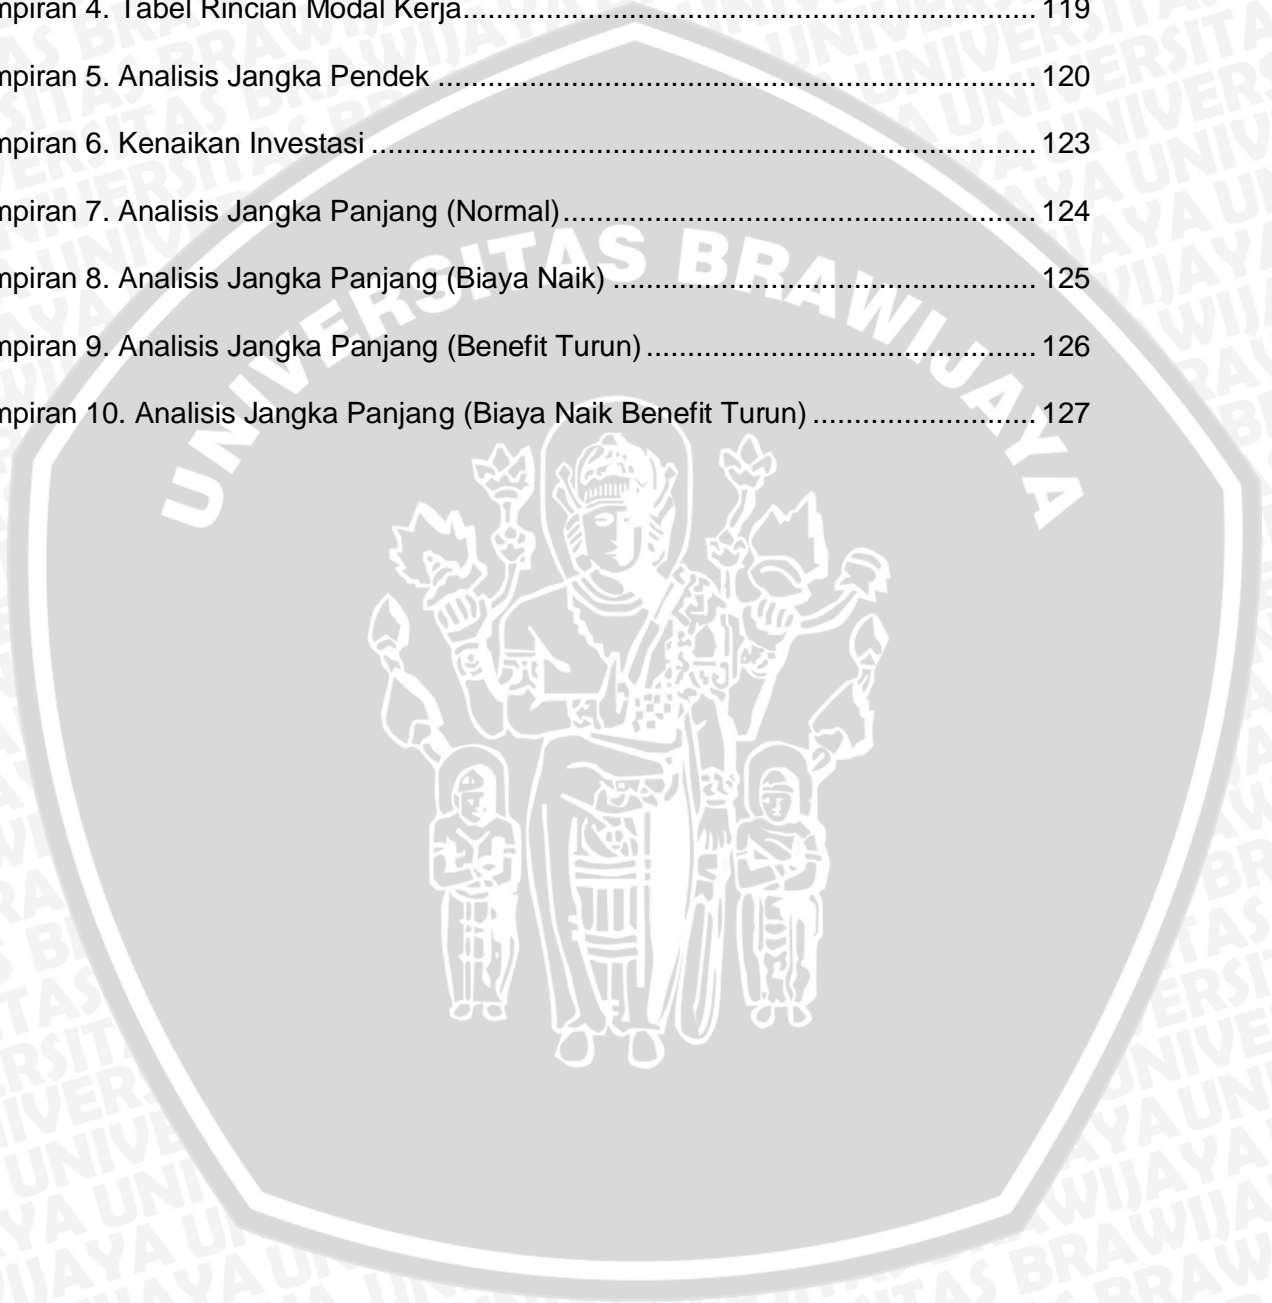 mpiran 4. Tabel Rincian Modal Kerja.................................................................... 119
mpiran 5. Analisis Jangka Pendek ....................................................................... 120
mpiran 6. Kenaikan Investasi ............................................................................... 123
mpiran 7. Analisis Jangka Panjang (Normal)........................................................ 124
mpiran 8. Analisis Jangka Panjang (Biaya Naik) ................................................... 125
mpiran 9. Analisis Jangka Panjang (Benefit Turun) .............................................. 126
mpiran 10. Analisis Jangka Panjang (Biaya Naik Benefit Turun) ........................... 127
UNIVERSITAS BRAWIJAYA